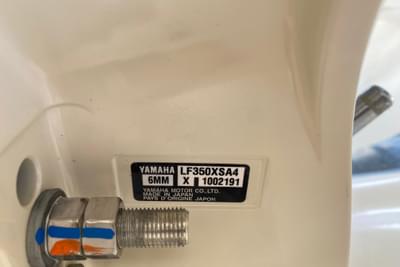 YAMAHA LF350XSA4
6MM X 1002191
YAMAHA MOTOR CO.,LTD.
MADE IN JAPAN
PAYS D'ORIGINE JAPON